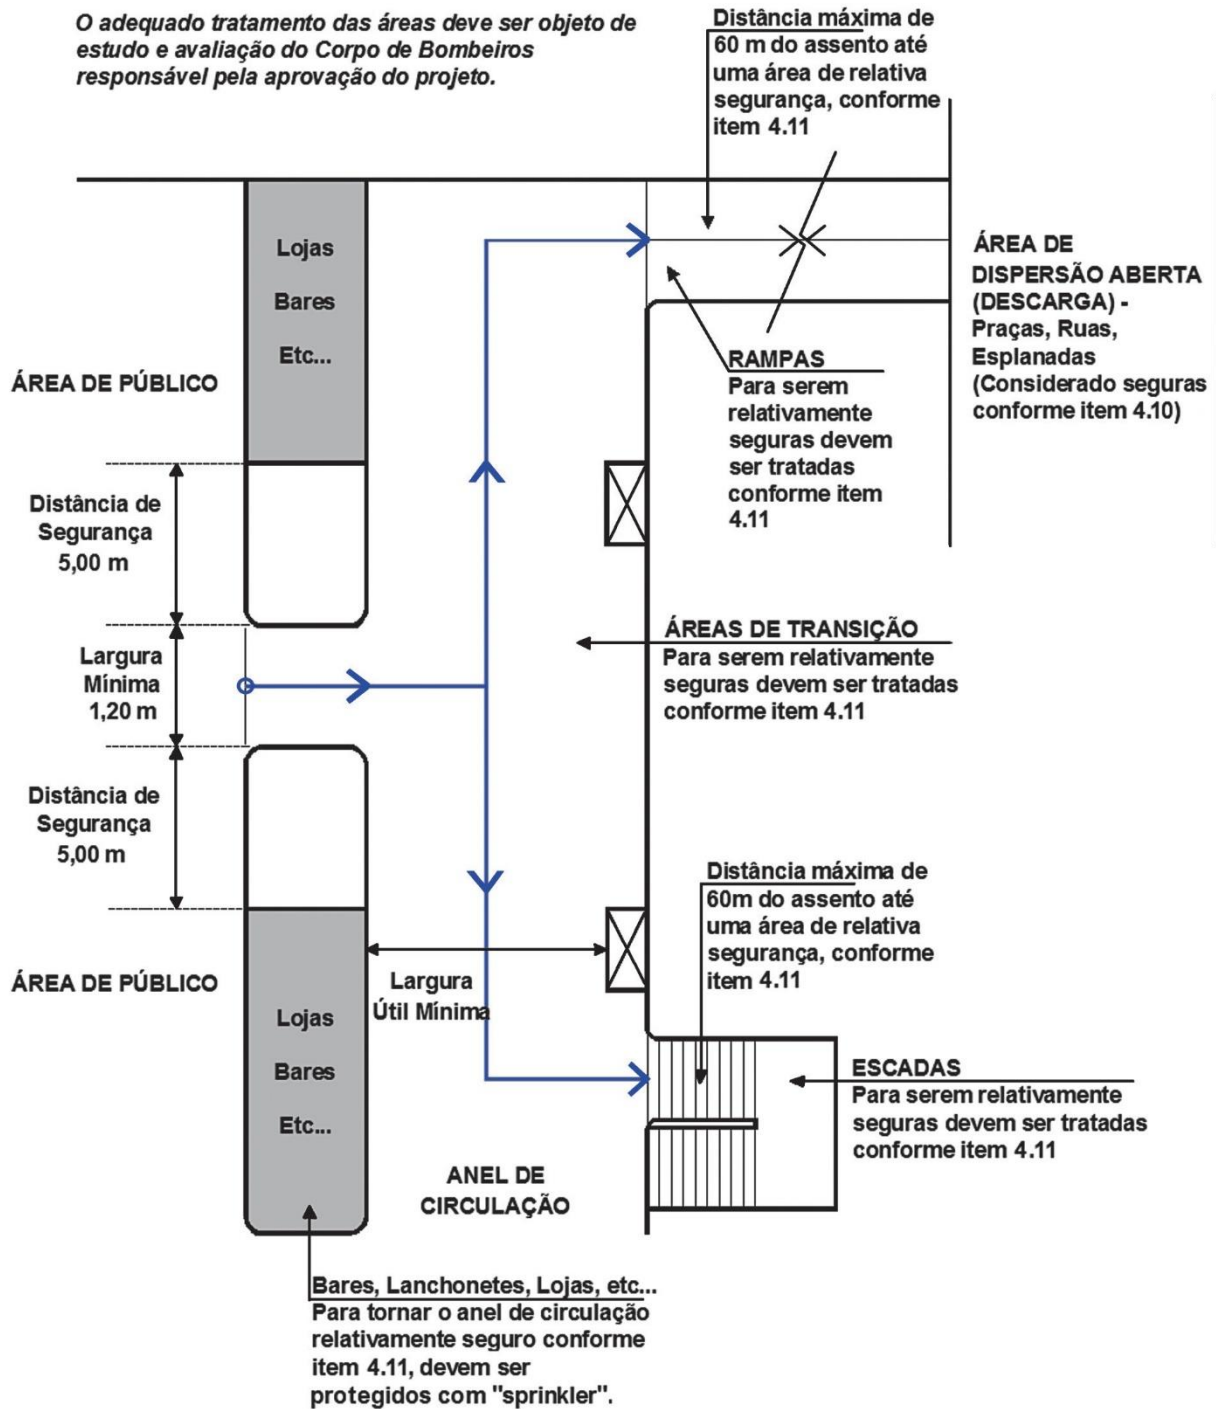 O adequado tratamento das áreas deve ser objeto de
estudo e avaliação do Corpo de Bombeiros
responsável pela aprovação do projeto.
Distância máxima de
60 m do assento até
uma área de relativa
segurança, conforme
item 4.11
Lojas
Bares
Etc...
ÁREA DE PÚBLICO
ÁREA DE
DISPERSÃO ABERTA
(DESCARGA) -
Praças, Ruas,
Esplanadas
(Considerado seguras
conforme item 4.10)
RAMPAS
Para serem
relativamente
seguras devem
ser tratadas
conforme item
4.11
Distância de
Segurança
5,00 m
Largura
Mínima
1,20 m
ÁREAS DE TRANSIÇÃO
Para serem relativamente
seguras devem ser tratadas
conforme item 4.11
Distância de
Segurança
5,00 m
Distância máxima de
60m do assento até
uma área de relativa
segurança, conforme
item 4.11
ÁREA DE PÚBLICO
Largura
Útil Mínima
Lojas
Bares
Etc...
ESCADAS
Para serem relativamente
seguras devem ser tratadas
conforme item 4.11
ANEL DE
CIRCULAÇÃO
Bares, Lanchonetes, Lojas, etc...
Para tornar o anel de circulação
relativamente seguro conforme
item 4.11, devem ser
protegidos com "sprinkler".